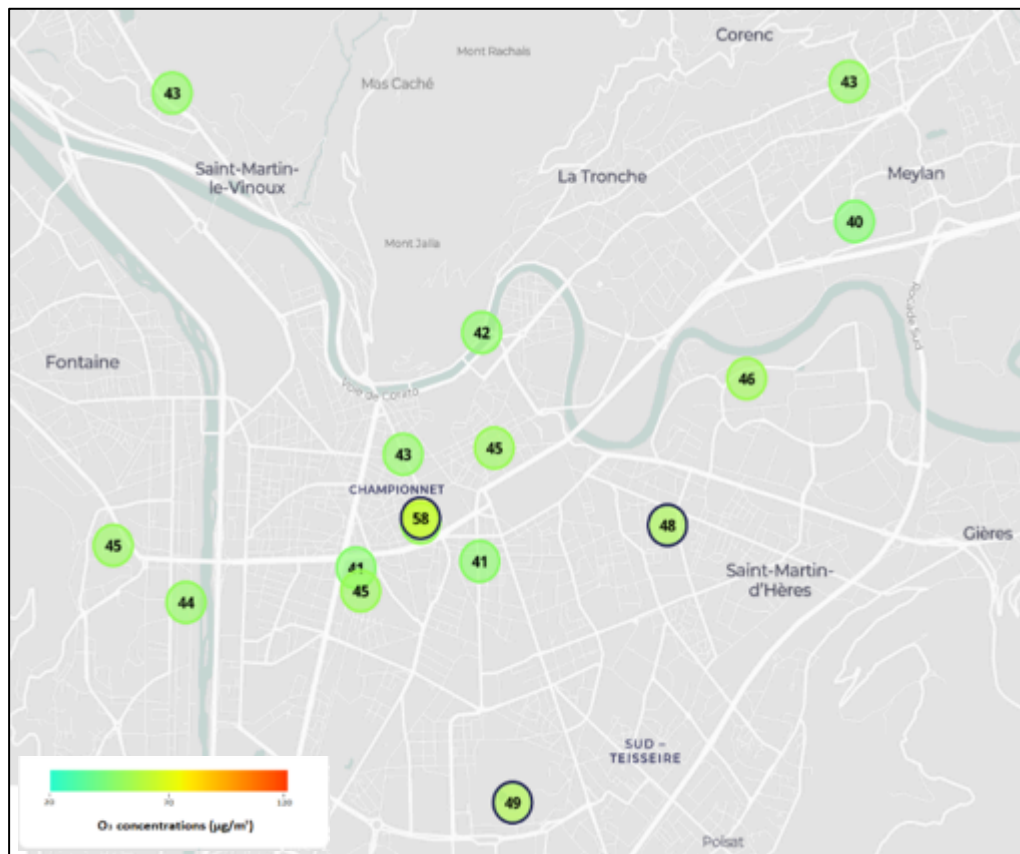 Corenc
Mont Rachais
43
Mas Caché
43
Saint-Martin-
le-Vinoux
La Tronche
Meylan
40
Mont Jalla
Rocade Sud
42
Fontaine
46
Voie de Corato
43
45
CHAMPIONNET
58
48
45
Gières
41
41
Saint-Martin-
d'Hères
45
44
SUD –
TEISSEIRE
49
Poisat
20
70
120
O₃ concentrations (µg/m³)